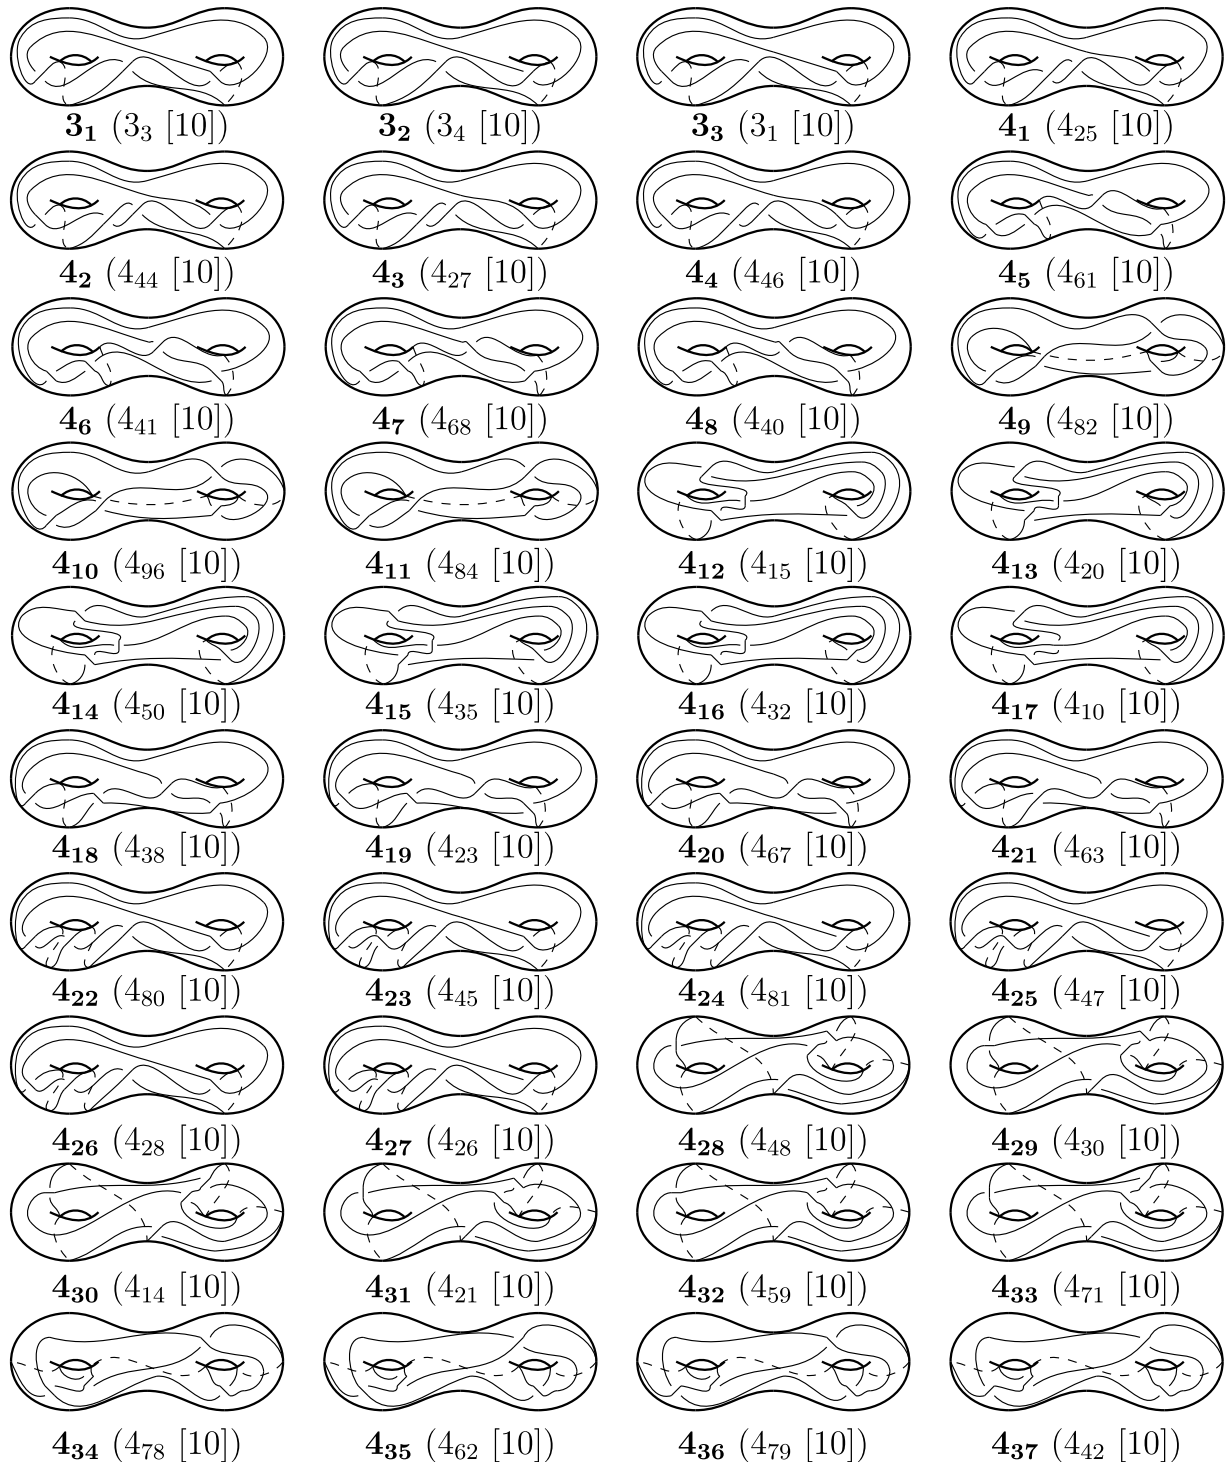 3₁ (3₃ [10]) 3₂ (3₄ [10]) 3₃ (3₁ [10]) 4₁ (4₂₅ [10])
4₂ (4₄₄ [10]) 4₃ (4₂₇ [10]) 4₄ (4₄₆ [10]) 4₅ (4₆₁ [10])
4₆ (4₄₁ [10]) 4₇ (4₆₈ [10]) 4₈ (4₄₀ [10]) 4₉ (4₈₂ [10])
4₁₀ (4₉₆ [10]) 4₁₁ (4₈₄ [10]) 4₁₂ (4₁₅ [10]) 4₁₃ (4₂₀ [10])
4₁₄ (4₅₀ [10]) 4₁₅ (4₃₅ [10]) 4₁₆ (4₃₂ [10]) 4₁₇ (4₁₀ [10])
4₁₈ (4₃₈ [10]) 4₁₉ (4₂₃ [10]) 4₂₀ (4₆₇ [10]) 4₂₁ (4₆₃ [10])
4₂₂ (4₈₀ [10]) 4₂₃ (4₄₅ [10]) 4₂₄ (4₈₁ [10]) 4₂₅ (4₄₇ [10])
4₂₆ (4₂₈ [10]) 4₂₇ (4₂₆ [10]) 4₂₈ (4₄₈ [10]) 4₂₉ (4₃₀ [10])
4₃₀ (4₁₄ [10]) 4₃₁ (4₂₁ [10]) 4₃₂ (4₅₉ [10]) 4₃₃ (4₇₁ [10])
4₃₄ (4₇₈ [10]) 4₃₅ (4₆₂ [10]) 4₃₆ (4₇₉ [10]) 4₃₇ (4₄₂ [10])